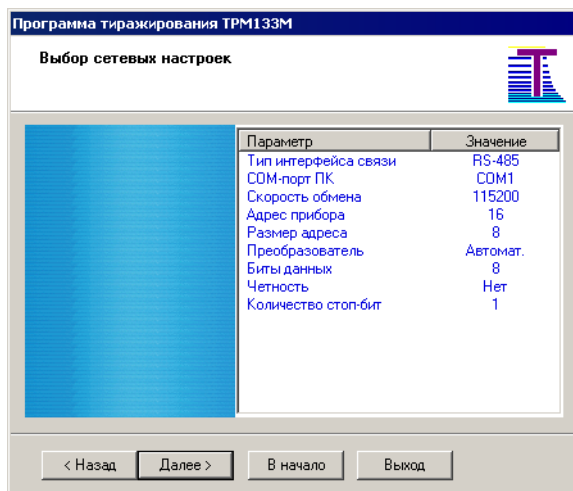 Программа тиражирования ТРМ133М
Выбор сетевых настроек
Параметр Значение
Тип интерфейса связи RS-485
COM-порт ПК COM1
Скорость обмена 115200
Адрес прибора 16
Размер адреса 8
Преобразователь Автомат.
Биты данных 8
Четность Нет
Количество стоп-бит 1
< Назад Далее > В начало Выход